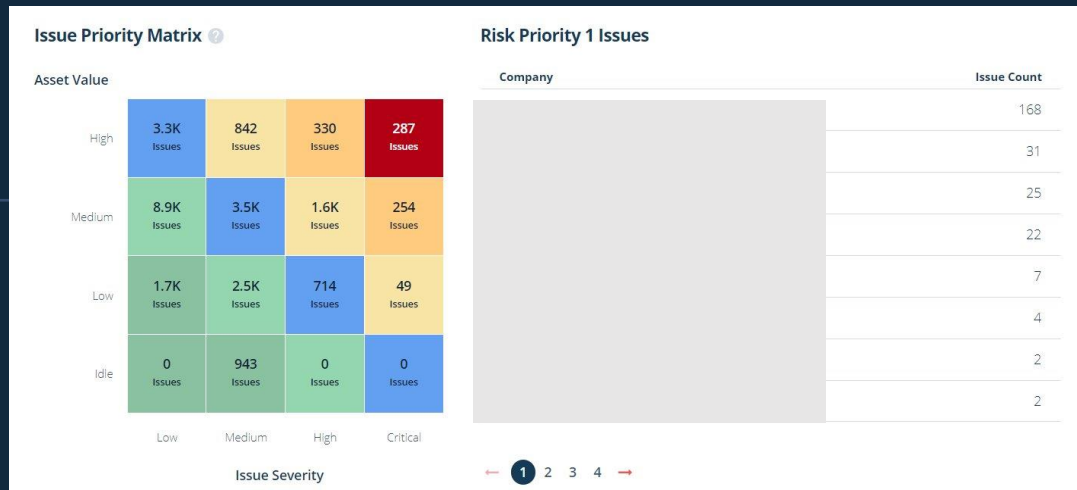 Issue Priority Matrix ?
Asset Value
High
3.3K
Issues
842
Issues
330
Issues
287
Issues
Medium
8.9K
Issues
3.5K
Issues
1.6K
Issues
254
Issues
Low
1.7K
Issues
2.5K
Issues
714
Issues
49
Issues
Idle
0
Issues
943
Issues
0
Issues
0
Issues
Low Medium High Critical
Issue Severity
Risk Priority 1 Issues
Company Issue Count
168
31
25
22
7
4
2
2
← 1 2 3 4 →